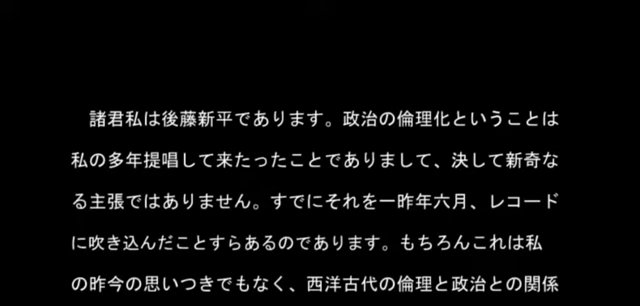 諸君私は後藤新平であります。政治の倫理化ということは
私の多年提唱して来たったことでありまして、決して新奇な
る主張ではありません。すでにそれを一昨年六月、レコード
に吹き込んだことすらあるのであります。もちろんこれは私
の昨今の思いつきでもなく、西洋古代の倫理と政治との関係